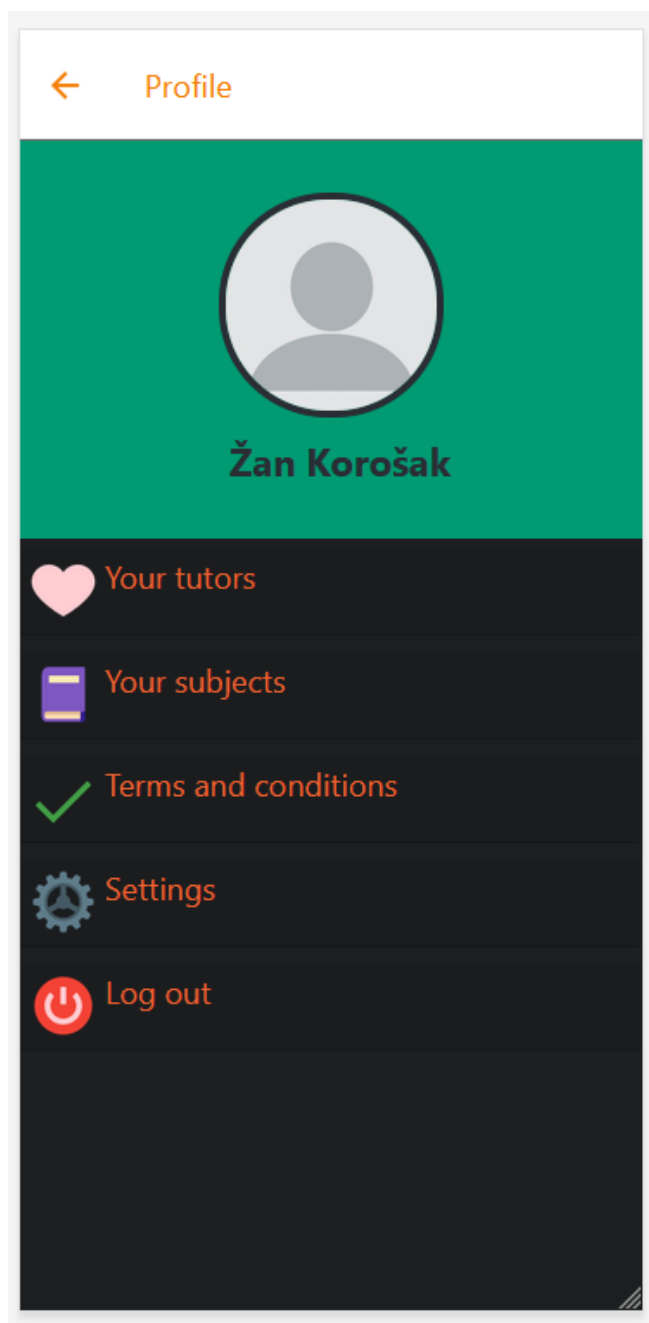 Profile
Žan Korošak
Your tutors
Your subjects
Terms and conditions
Settings
Log out